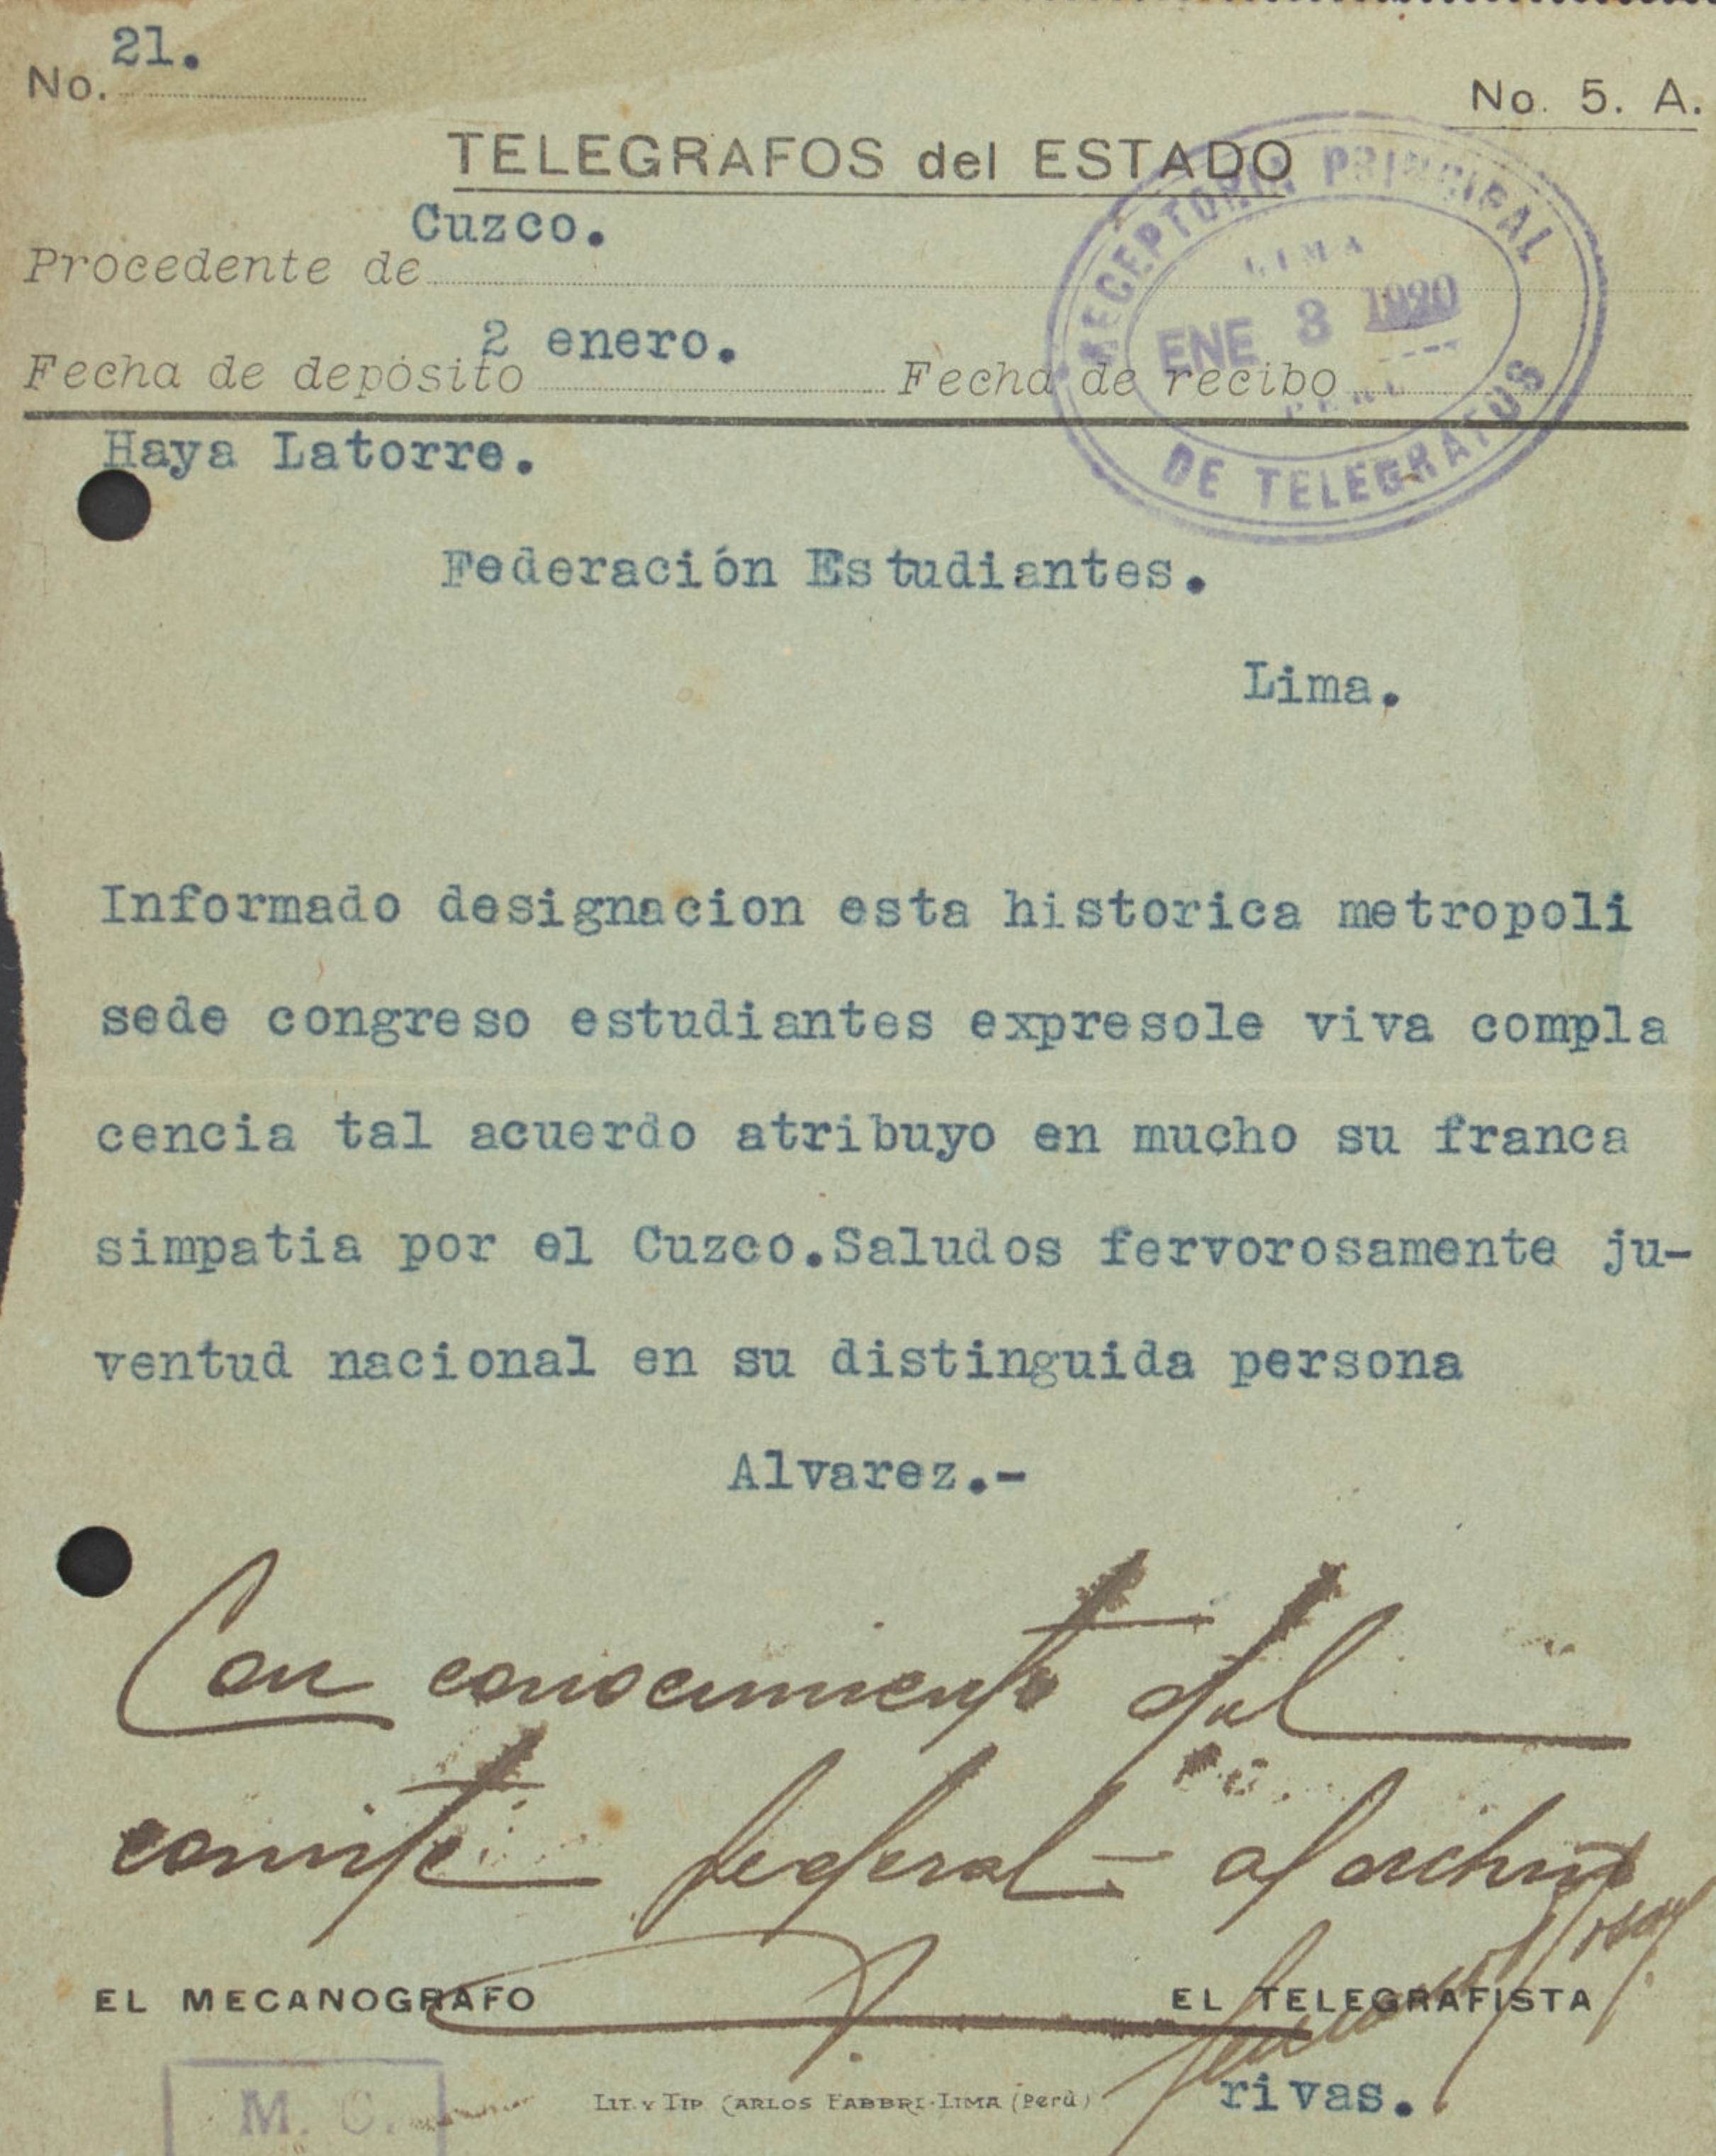 No. 21.
No. 5. A.
TELEGRAFOS del ESTADO
RECEPTORIA PRINCIPAL
DE TELEGRAFOS
LIMA
ENE 3 1920
PERU
Procedente de Cuzco.
Fecha de depósito 2 enero. Fecha de recibo
Haya Latorre.
Federación Estudiantes.
Lima.
Informado designacion esta historica metropoli
sede congreso estudiantes expresole viva compla
cencia tal acuerdo atribuyo en mucho su franca
simpatia por el Cuzco.Saludos fervorosamente ju-
ventud nacional en su distinguida persona
Alvarez.-
Con conocimiento del
comité federal — al archivo
EL MECANOGRAFO EL TELEGRAFISTA
M. C.
LIT. Y TIP CARLOS FABBRI-LIMA (Perù)
rivas.